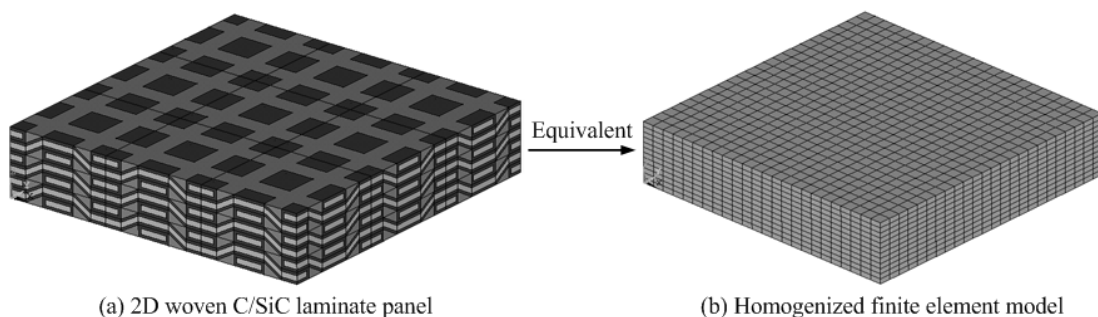 Equivalent
(a) 2D woven C/SiC laminate panel
(b) Homogenized finite element model